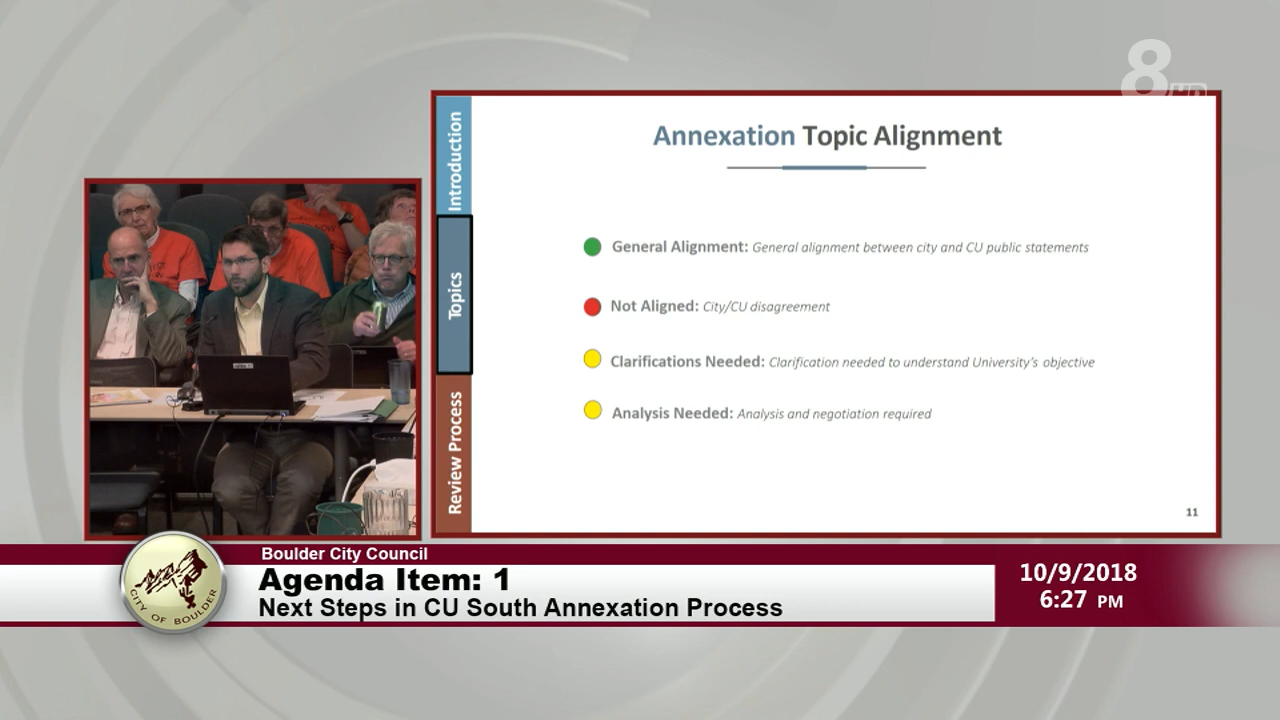 8
HD
Introduction
Topics
Review Process
Annexation Topic Alignment
General Alignment: General alignment between city and CU public statements
Not Aligned: City/CU disagreement
Clarifications Needed: Clarification needed to understand University's objective
Analysis Needed: Analysis and negotiation required
11
Boulder City Council
Agenda Item: 1
Next Steps in CU South Annexation Process
CITY OF BOULDER
10/9/2018
6:27 PM